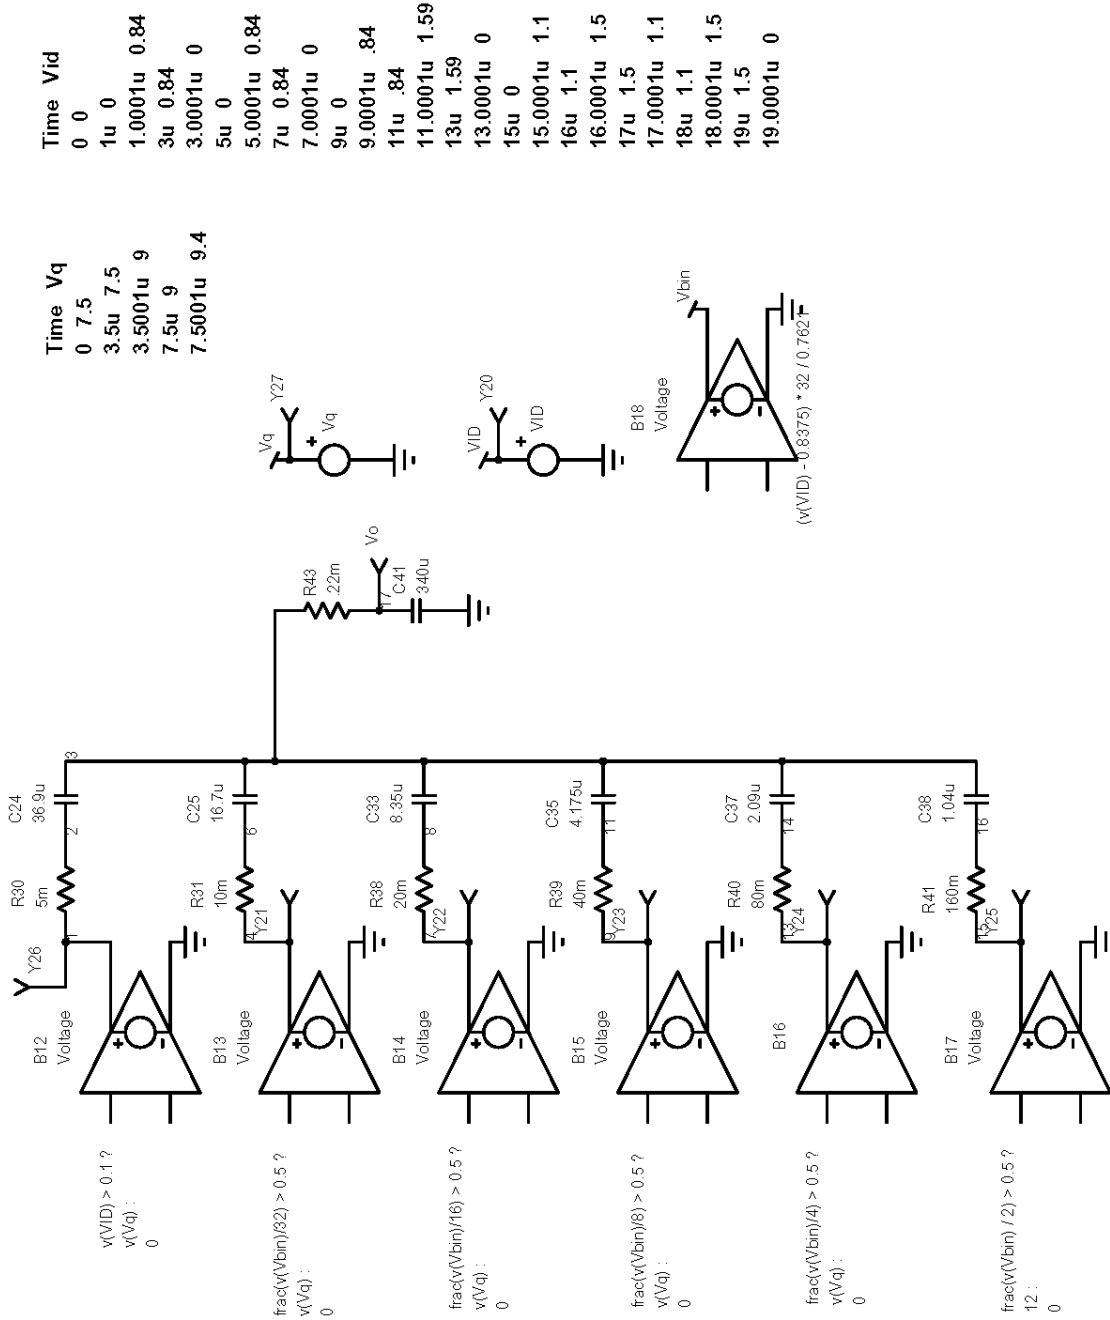 Time Vid
0 0
1u 0
1.0001u 0.84
3u 0.84
3.0001u 0
5u 0
5.0001u 0.84
7u 0.84
7.0001u 0
9u 0
9.0001u .84
11u .84
11.0001u 1.59
13u 1.59
13.0001u 0
15u 0
15.0001u 1.1
16u 1.1
16.0001u 1.5
17u 1.5
17.0001u 1.1
18u 1.1
18.0001u 1.5
19u 1.5
19.0001u 0
Time Vq
0 7.5
3.5u 7.5
3.5001u 9
7.5u 9
7.5001u 9.4
Vq
Y27
+
Vq
VID
Y20
+
VID
B18
Voltage
Vbin
+
-
(v(VID) - 0.8375) * 32 / 0.7621
R43
.22m
17
Vo
C41
340u
C24
36.9u
3
2
R30
5m
1
Y26
B12
Voltage
+
-
v(VID) > 0.1 ?
v(Vq) :
0
C25
16.7u
6
R31
10m
4
Y21
B13
Voltage
+
-
frac(v(Vbin)/32) > 0.5 ?
v(Vq) :
0
C33
8.35u
8
R38
20m
7
Y22
B14
Voltage
+
-
frac(v(Vbin)/16) > 0.5 ?
v(Vq) :
0
C35
4.175u
11
R39
40m
9
Y23
B15
Voltage
+
-
frac(v(Vbin)/8) > 0.5 ?
v(Vq) :
0
C37
2.09u
14
R40
80m
13
Y24
B16
Voltage
+
-
frac(v(Vbin)/4) > 0.5 ?
v(Vq) :
0
C38
1.04u
16
R41
160m
15
Y25
B17
Voltage
+
-
frac(v(Vbin) / 2) > 0.5 ?
12 :
0